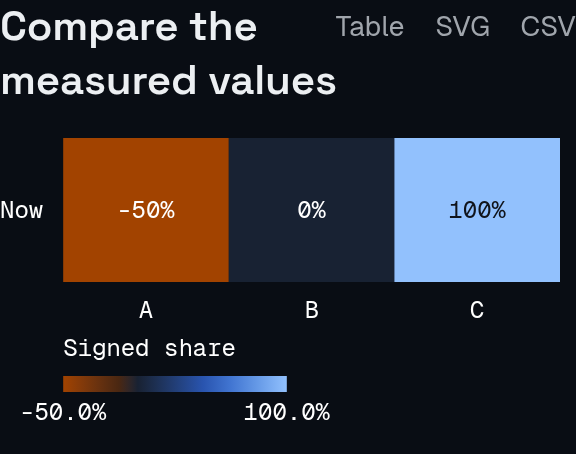 Compare the
measured values
Table SVG CSV
Now -50% 0% 100%
A B C
Signed share
-50.0% 100.0%